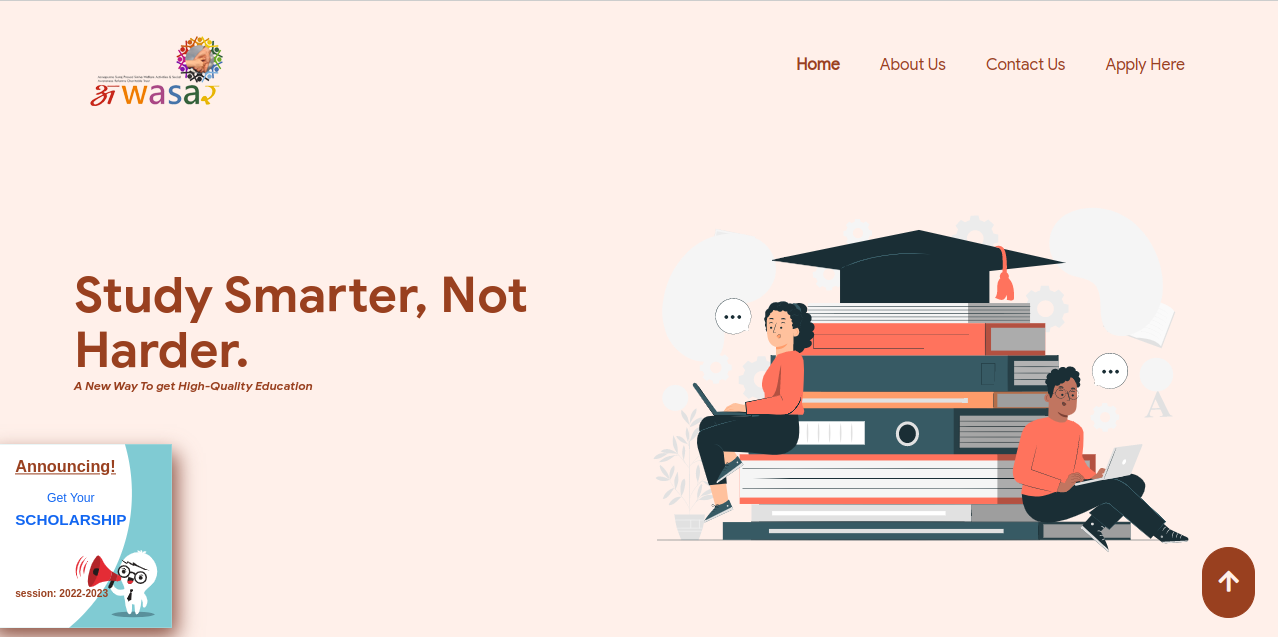 अwasaर
Home
About Us
Contact Us
Apply Here
Study Smarter, Not
Harder.
A New Way To get High-Quality Education
Announcing!
Get Your
SCHOLARSHIP
session: 2022-2023
A